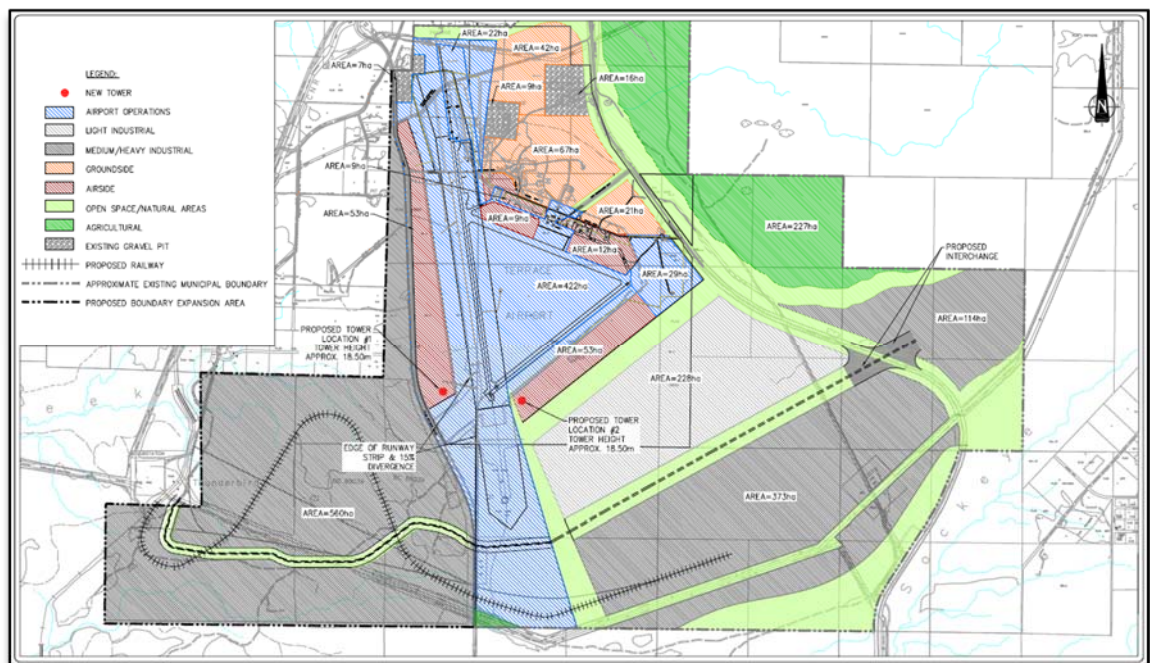 LEGEND:
NEW TOWER
AIRPORT OPERATIONS
LIGHT INDUSTRIAL
MEDIUM/HEAVY INDUSTRIAL
GROUNDSIDE
AIRSIDE
OPEN SPACE/NATURAL AREAS
AGRICULTURAL
EXISTING GRAVEL PIT
PROPOSED RAILWAY
APPROXIMATE EXISTING MUNICIPAL BOUNDARY
PROPOSED BOUNDARY EXPANSION AREA
AREA=22ha
AREA=42ha
AREA=7ha
AREA=16ha
AREA=9ha
CNR
N
AREA=67ha
AREA=9ha
AREA=53ha
AREA=9ha
AREA=21ha
AREA=12ha
AREA=227ha
AREA=29ha
TERRACE
AREA=422ha
AIRPORT
PROPOSED
INTERCHANGE
AREA=114ha
PROPOSED TOWER
LOCATION #1
TOWER HEIGHT
APPROX. 18.50m
AREA=53ha
AREA=228ha
PROPOSED TOWER
LOCATION #2
TOWER HEIGHT
APPROX. 18.50m
EDGE OF RUNWAY
STRIP & 15%
DIVERGENCE
eek
Thunderbird
AREA=560ha
AREA=373ha
Socke